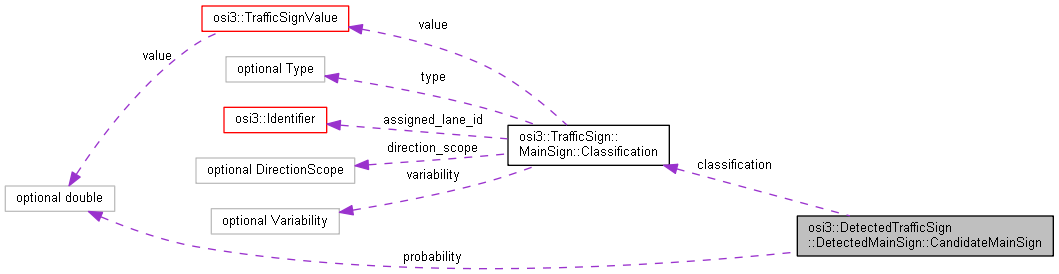 osi3::TrafficSignValue
value
value
optional Type
type
osi3::Identifier
assigned_lane_id
osi3::TrafficSign::
MainSign::Classification
direction_scope
optional DirectionScope
classification
variability
optional double
optional Variability
osi3::DetectedTrafficSign
::DetectedMainSign::CandidateMainSign
probability